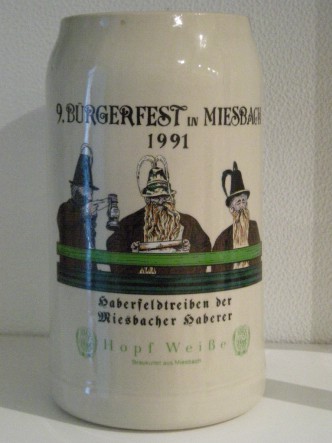 9. BÜRGERFEST IN MIESBACH
1991
Haberfeldtreiben der
Miesbacher Haberer
Hopf Weiße